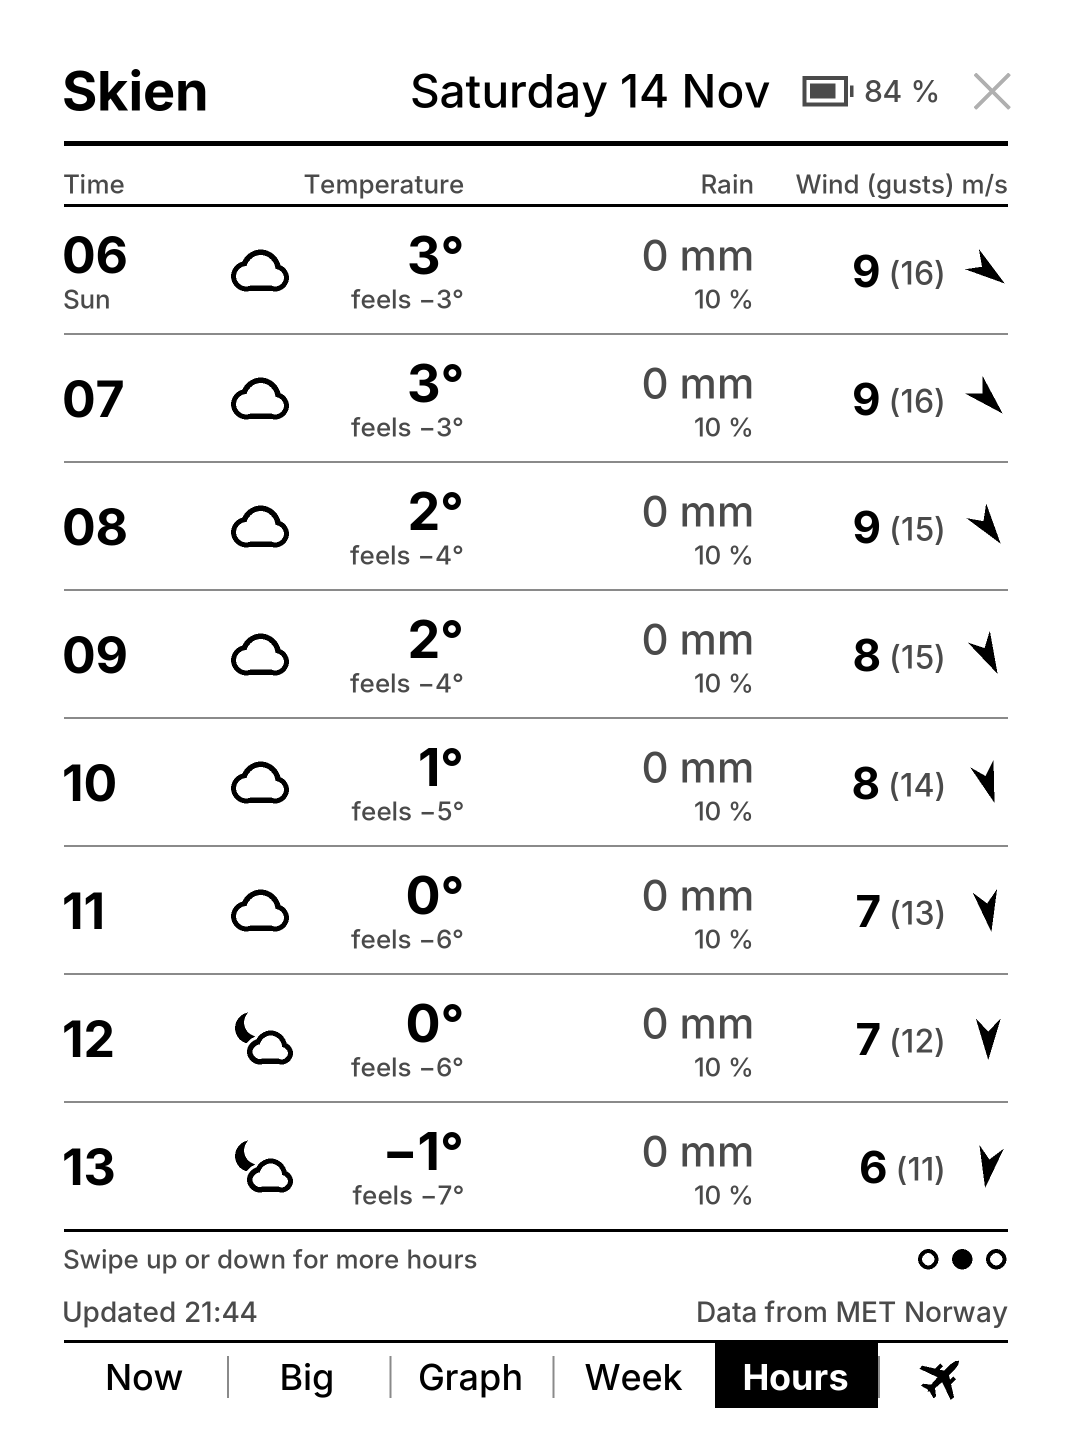 Skien Saturday 14 Nov 84 %
Time Temperature Rain Wind (gusts) m/s
06 3° 0 mm 9 (16)
Sun feels −3° 10 %
07 3° 0 mm 9 (16)
feels −3° 10 %
08 2° 0 mm 9 (15)
feels −4° 10 %
09 2° 0 mm 8 (15)
feels −4° 10 %
10 1° 0 mm 8 (14)
feels −5° 10 %
11 0° 0 mm 7 (13)
feels −6° 10 %
12 0° 0 mm 7 (12)
feels −6° 10 %
13 −1° 0 mm 6 (11)
feels −7° 10 %
Swipe up or down for more hours
Updated 21:44 Data from MET Norway
Now Big Graph Week Hours